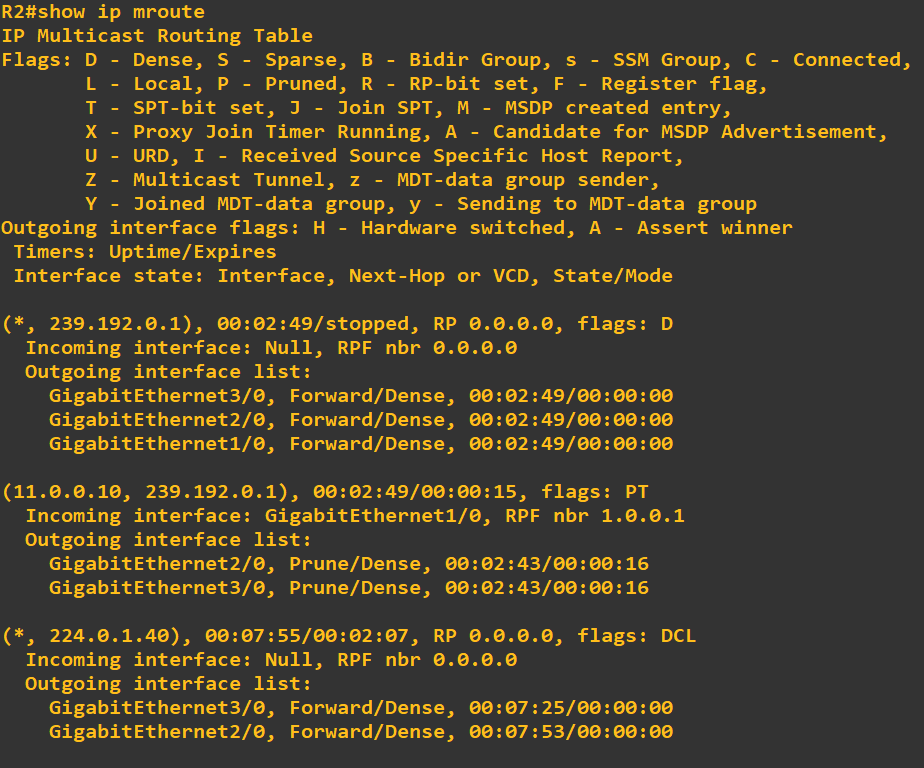 R2#show ip mroute
IP Multicast Routing Table
Flags: D - Dense, S - Sparse, B - Bidir Group, s - SSM Group, C - Connected,
       L - Local, P - Pruned, R - RP-bit set, F - Register flag,
       T - SPT-bit set, J - Join SPT, M - MSDP created entry,
       X - Proxy Join Timer Running, A - Candidate for MSDP Advertisement,
       U - URD, I - Received Source Specific Host Report,
       Z - Multicast Tunnel, z - MDT-data group sender,
       Y - Joined MDT-data group, y - Sending to MDT-data group
Outgoing interface flags: H - Hardware switched, A - Assert winner
 Timers: Uptime/Expires
 Interface state: Interface, Next-Hop or VCD, State/Mode

(*, 239.192.0.1), 00:02:49/stopped, RP 0.0.0.0, flags: D
  Incoming interface: Null, RPF nbr 0.0.0.0
  Outgoing interface list:
    GigabitEthernet3/0, Forward/Dense, 00:02:49/00:00:00
    GigabitEthernet2/0, Forward/Dense, 00:02:49/00:00:00
    GigabitEthernet1/0, Forward/Dense, 00:02:49/00:00:00

(11.0.0.10, 239.192.0.1), 00:02:49/00:00:15, flags: PT
  Incoming interface: GigabitEthernet1/0, RPF nbr 1.0.0.1
  Outgoing interface list:
    GigabitEthernet2/0, Prune/Dense, 00:02:43/00:00:16
    GigabitEthernet3/0, Prune/Dense, 00:02:43/00:00:16

(*, 224.0.1.40), 00:07:55/00:02:07, RP 0.0.0.0, flags: DCL
  Incoming interface: Null, RPF nbr 0.0.0.0
  Outgoing interface list:
    GigabitEthernet3/0, Forward/Dense, 00:07:25/00:00:00
    GigabitEthernet2/0, Forward/Dense, 00:07:53/00:00:00